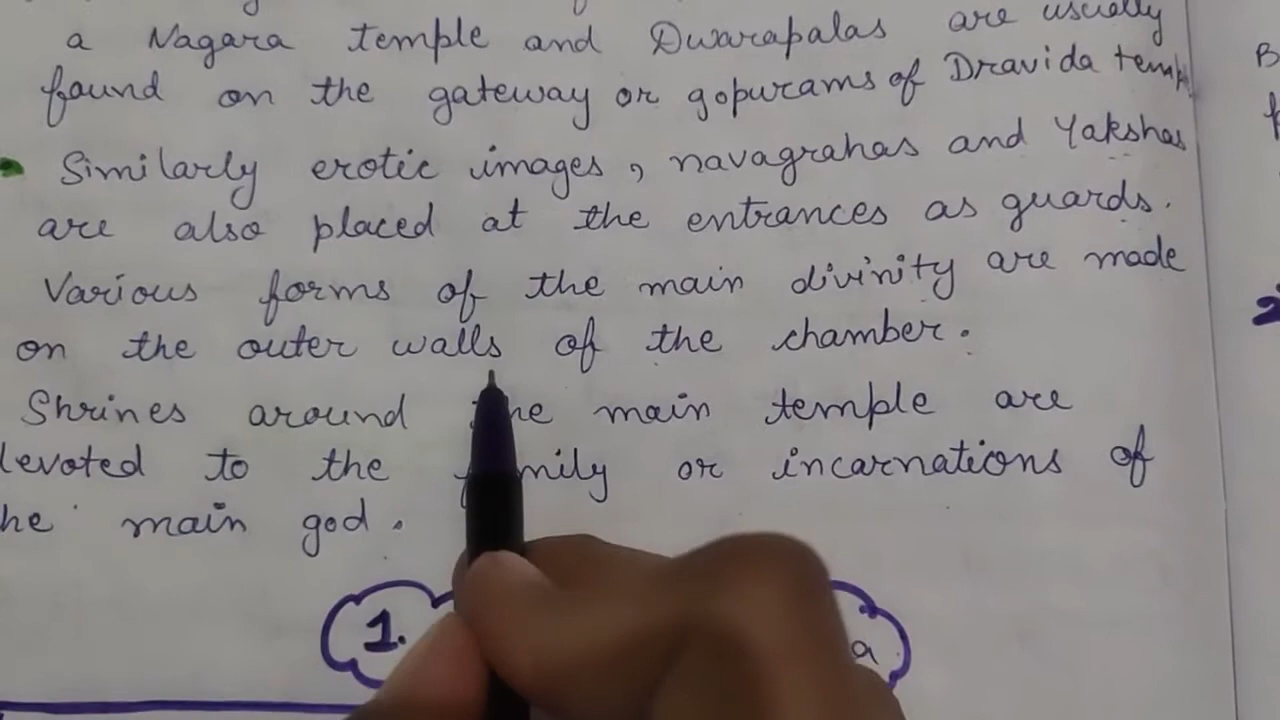 a Nagara temple and Dwarapalas are usually
found on the gateway or gopurams of Dravida
Similarly erotic images, navagrahas and Yakshas
are also placed at the entrances as guards.
Various forms of the main divinity are made
on the outer walls of the chamber.
Shrines around the main temple are
devoted to the family or incarnations of
the main god.
1.